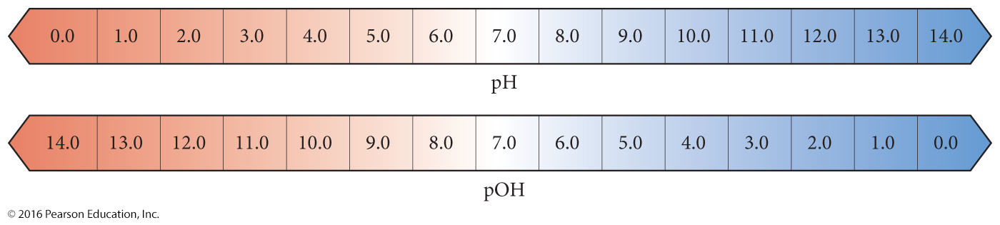 0.0 1.0 2.0 3.0 4.0 5.0 6.0 7.0 8.0 9.0 10.0 11.0 12.0 13.0 14.0
pH
14.0 13.0 12.0 11.0 10.0 9.0 8.0 7.0 6.0 5.0 4.0 3.0 2.0 1.0 0.0
pOH
© 2016 Pearson Education, Inc.